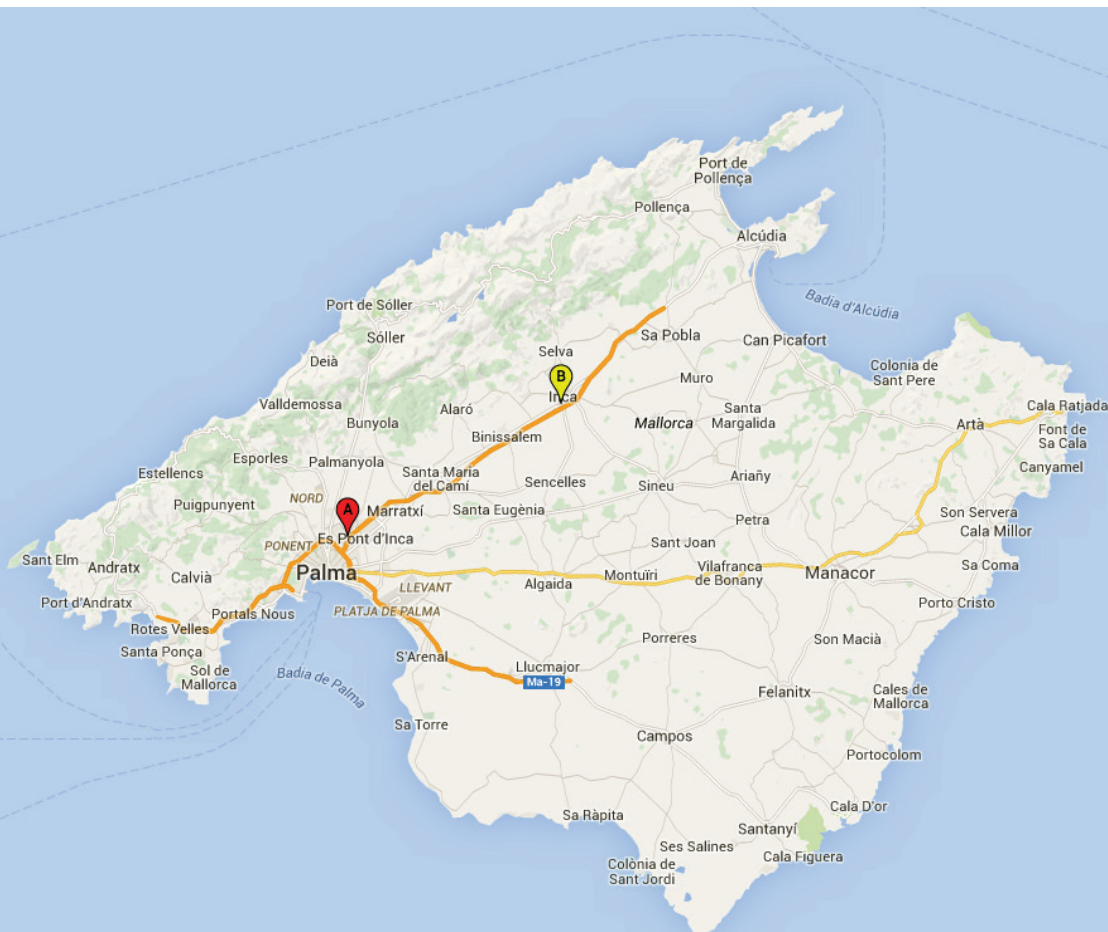 Port de
Pollença
Pollença
Alcúdia
Badia d'Alcúdia
Port de Sóller
Sóller
Sa Pobla
Can Picafort
Deià
Selva
Colonia de
Sant Pere
B
Muro
Inca
Valldemossa
Alaró
Mallorca
Santa
Margalida
Cala Ratjada
Bunyola
Artà
Font de
Sa Cala
Binissalem
Esporles
Palmanyola
Canyamel
Estellencs
Santa Maria
del Camí
Sencelles
Sineu
Ariañy
NORD
Puigpunyent
A
Marratxí
Santa Eugènia
Son Servera
Petra
Cala Millor
Es Pont d'Inca
PONENT
Sant Joan
Sant Elm
Andratx
Calvià
Palma
LLEVANT
Algaida
Montuïri
Vilafranca
de Bonany
Manacor
Sa Coma
Port d'Andratx
Portals Nous
PLATJA DE PALMA
Porto Cristo
Rotes Velles
Santa Ponça
Porreres
Son Macià
S'Arenal
Llucmajor
Ma-19
Sol de
Mallorca
Badia de Palma
Felanitx
Cales de
Mallorca
Sa Torre
Campos
Portocolom
Cala D'or
Sa Ràpita
Santanyí
Ses Salines
Cala Figuera
Colònia de
Sant Jordi